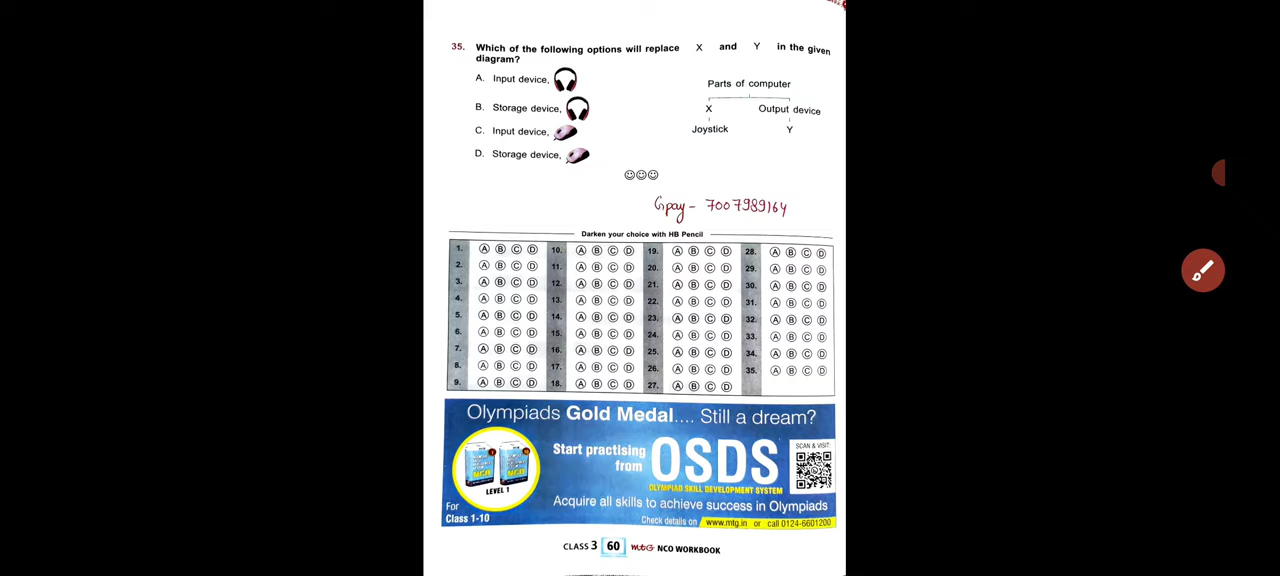 35. Which of the following options will replace X and Y in the given
diagram?
A. Input device,
B. Storage device,
C. Input device,
D. Storage device,
Parts of computer
X Output device
Joystick Y
Gpay - 7007989164
Darken your choice with HB Pencil
1. A B C D 10. A B C D 19. A B C D 28. A B C D
2. A B C D 11. A B C D 20. A B C D 29. A B C D
3. A B C D 12. A B C D 21. A B C D 30. A B C D
4. A B C D 13. A B C D 22. A B C D 31. A B C D
5. A B C D 14. A B C D 23. A B C D 32. A B C D
6. A B C D 15. A B C D 24. A B C D 33. A B C D
7. A B C D 16. A B C D 25. A B C D 34. A B C D
8. A B C D 17. A B C D 26. A B C D 35. A B C D
9. A B C D 18. A B C D 27. A B C D
Olympiads Gold Medal.... Still a dream?
Start practising
from
OSDS
OLYMPIAD SKILL DEVELOPMENT SYSTEM
SCAN & VISIT:
NCO
LEVEL 1
For
Class 1-10
Acquire all skills to achieve success in Olympiads
Check details on www.mtg.in or call 0124-6601200
CLASS 3 60 mtG NCO WORKBOOK